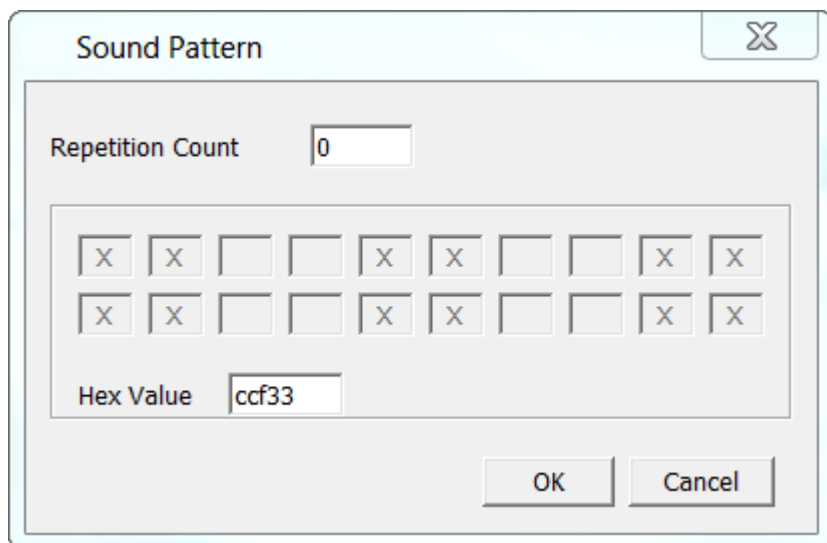 Sound Pattern
Repetition Count 0
X X X X X X
X X X X X X
Hex Value ccf33
OK Cancel